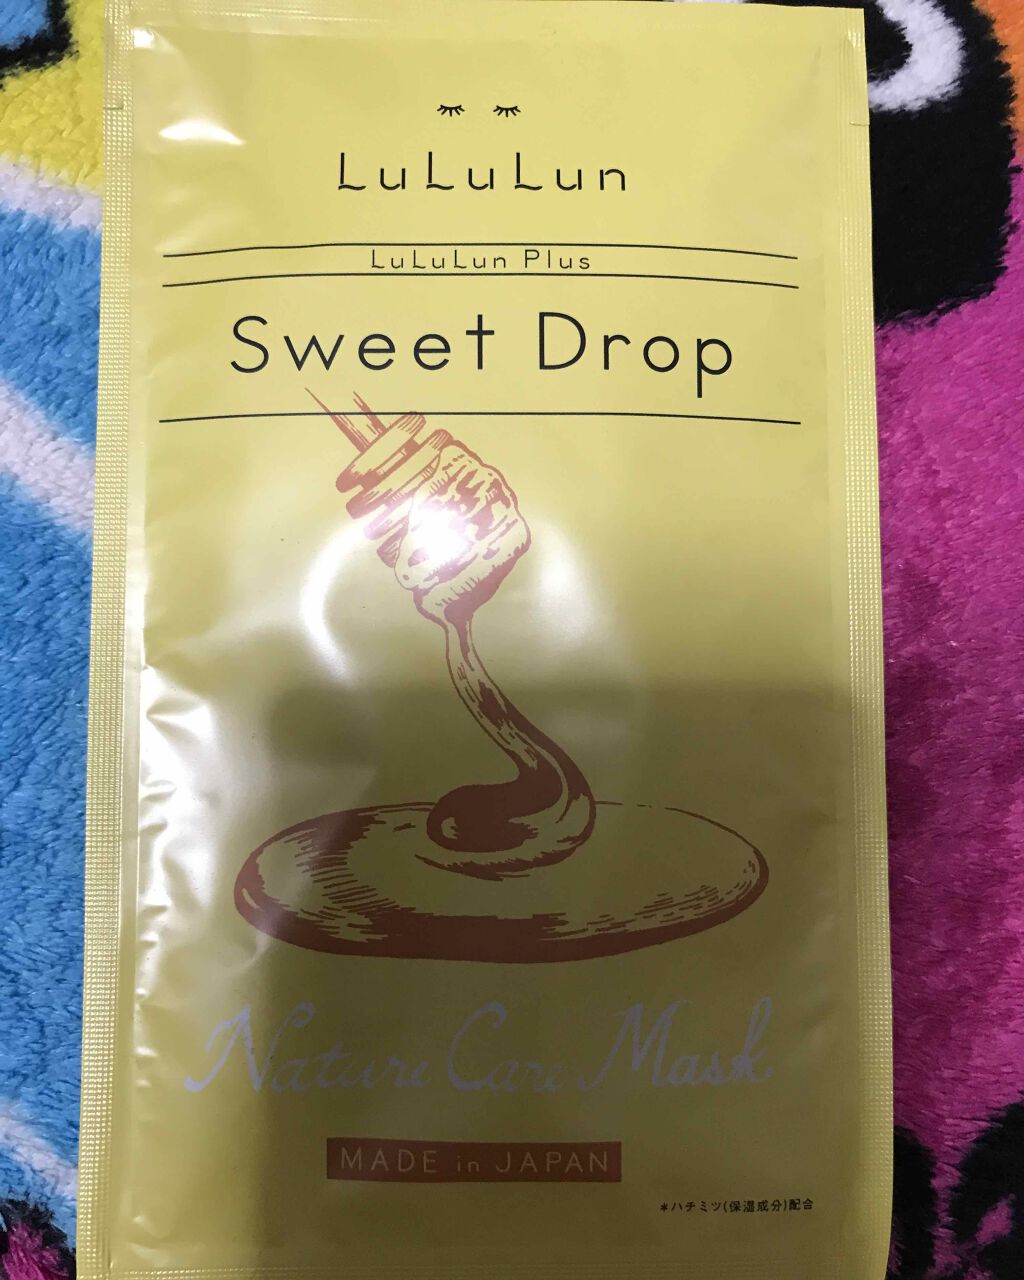 LuLuLun
LuLuLun Plus
Sweet Drop
Nature Care Mask
MADE in JAPAN
*ハチミツ(保湿成分)配合